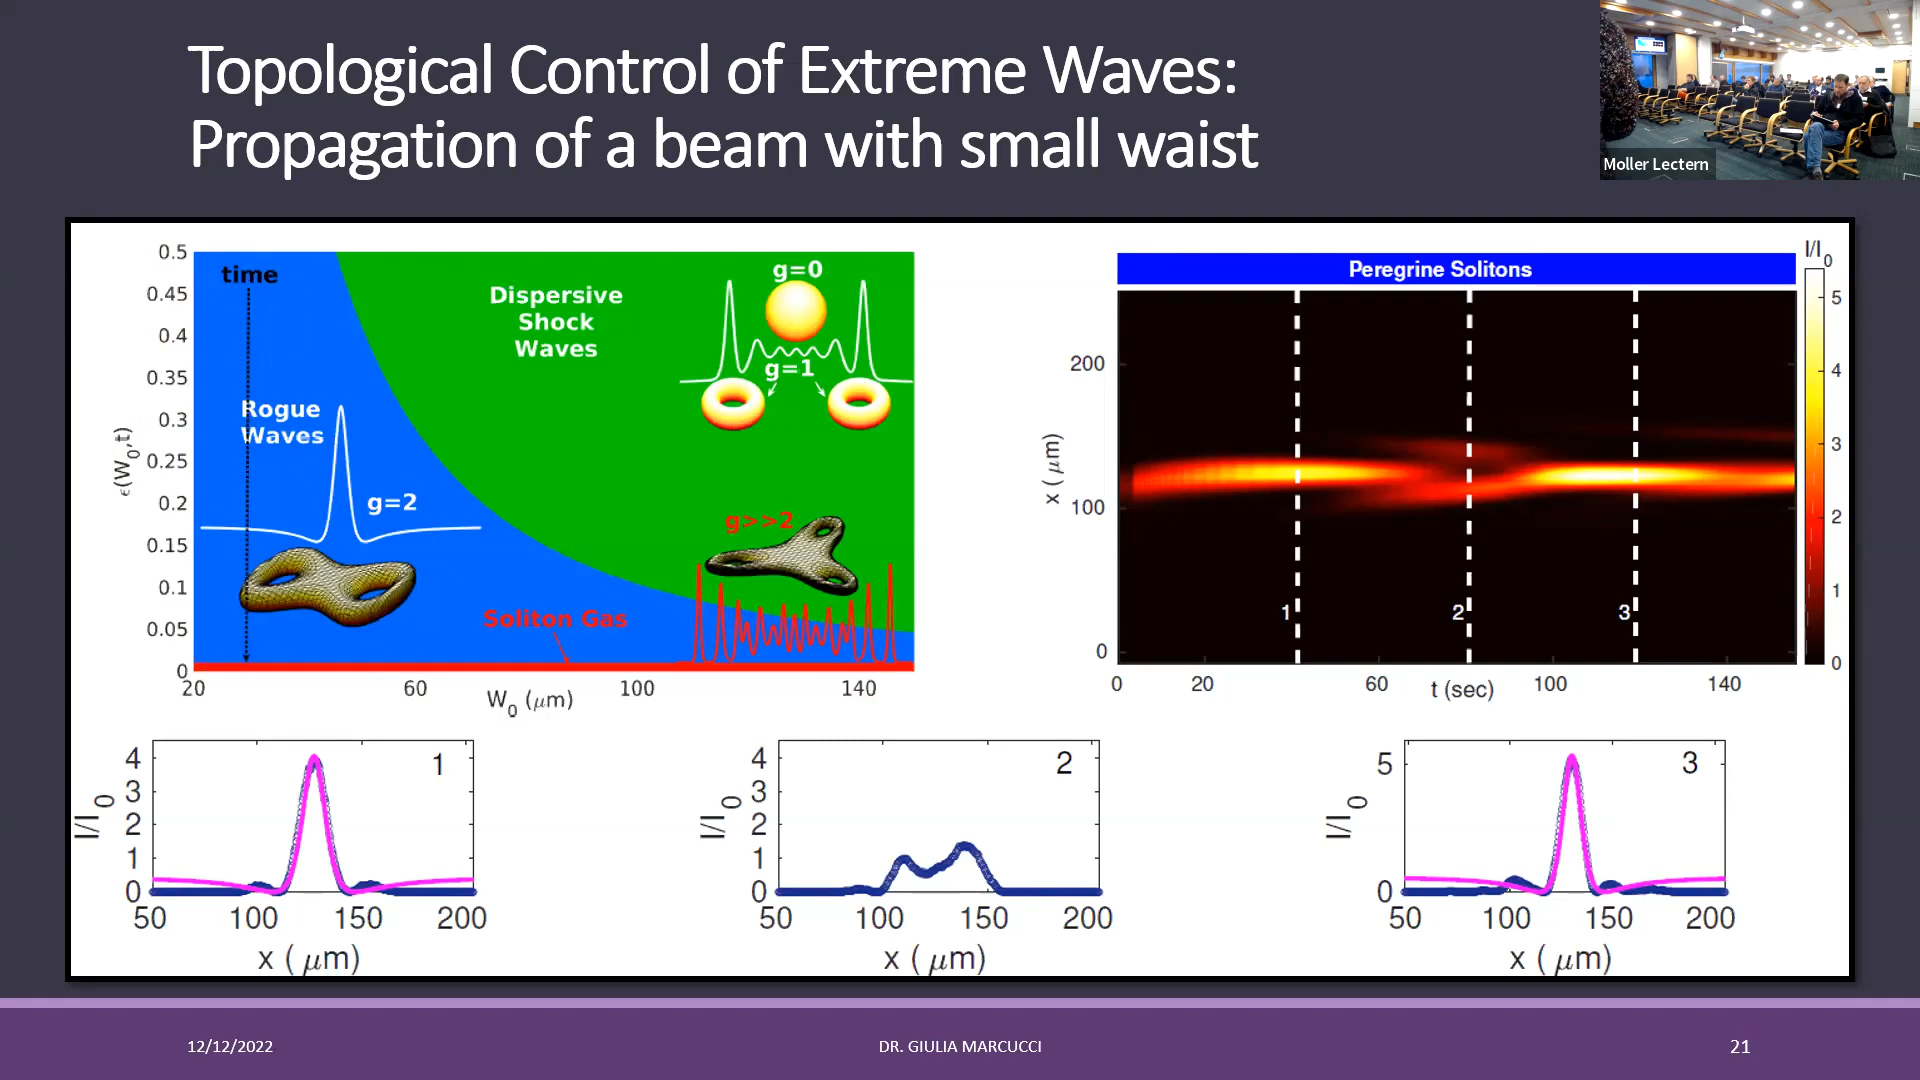 Topological Control of Extreme Waves:
Propagation of a beam with small waist
Moller Lectern
0.5
0.45
0.4
0.35
0.3
0.25
0.2
0.15
0.1
0.05
0
ϵ(W0,t)
time
Dispersive
Shock
Waves
g=0
g=1
Rogue
Waves
g=2
g>>2
Soliton Gas
20
60
100
140
W0 (μm)
Peregrine Solitons
I/I0
200
100
0
x ( μm)
1
2
3
0
20
60
100
140
t (sec)
5
4
3
2
1
0
4
3
2
1
0
I/I0
1
50
100
150
200
x ( μm)
4
3
2
1
0
I/I0
2
50
100
150
200
x ( μm)
5
0
I/I0
3
50
100
150
200
x ( μm)
12/12/2022
DR. GIULIA MARCUCCI
21